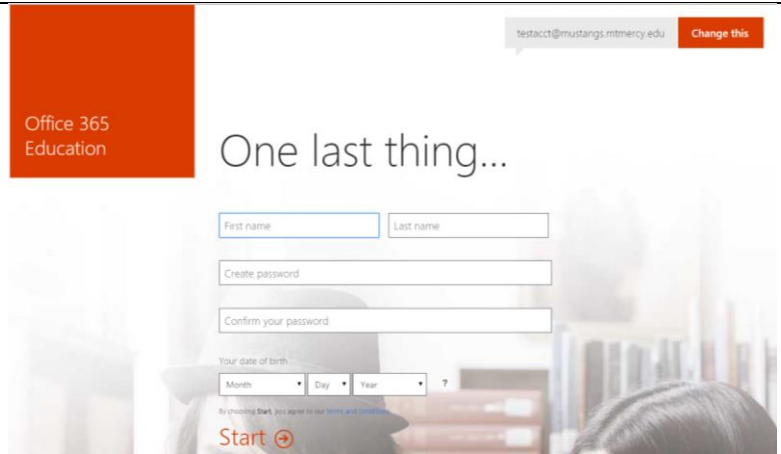 testacct@mustangs.mtmercy.edu Change this
Office 365
Education
One last thing...
First name Last name
Create password
Confirm your password
Your date of birth
Month Day Year ?
By choosing Start, you agree to our terms and conditions
Start